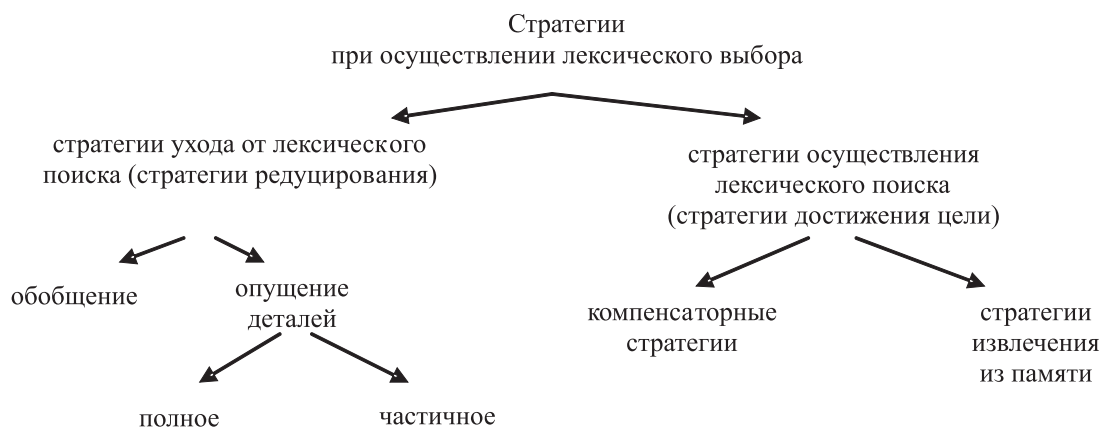 Стратегии
при осуществлении лексического выбора
стратегии ухода от лексического
поиска (стратегии редуцирования)
стратегии осуществления
лексического поиска
(стратегии достижения цели)
обобщение
опущение
деталей
компенсаторные
стратегии
стратегии
извлечения
из памяти
полное
частичное